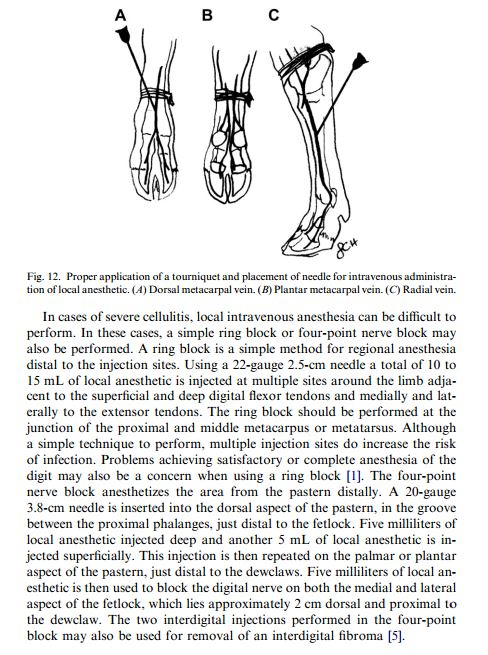 A B C
JCH
Fig. 12. Proper application of a tourniquet and placement of needle for intravenous administra-
tion of local anesthetic. (A) Dorsal metacarpal vein. (B) Plantar metacarpal vein. (C) Radial vein.
In cases of severe cellulitis, local intravenous anesthesia can be difficult to
perform. In these cases, a simple ring block or four-point nerve block may
also be performed. A ring block is a simple method for regional anesthesia
distal to the injection sites. Using a 22-gauge 2.5-cm needle a total of 10 to
15 mL of local anesthetic is injected at multiple sites around the limb adja-
cent to the superficial and deep digital flexor tendons and medially and lat-
erally to the extensor tendons. The ring block should be performed at the
junction of the proximal and middle metacarpus or metatarsus. Although
a simple technique to perform, multiple injection sites do increase the risk
of infection. Problems achieving satisfactory or complete anesthesia of the
digit may also be a concern when using a ring block [1]. The four-point
nerve block anesthetizes the area from the pastern distally. A 20-gauge
3.8-cm needle is inserted into the dorsal aspect of the pastern, in the groove
between the proximal phalanges, just distal to the fetlock. Five milliliters of
local anesthetic injected deep and another 5 mL of local anesthetic is in-
jected superficially. This injection is then repeated on the palmar or plantar
aspect of the pastern, just distal to the dewclaws. Five milliliters of local an-
esthetic is then used to block the digital nerve on both the medial and lateral
aspect of the fetlock, which lies approximately 2 cm dorsal and proximal to
the dewclaw. The two interdigital injections performed in the four-point
block may also be used for removal of an interdigital fibroma [5].